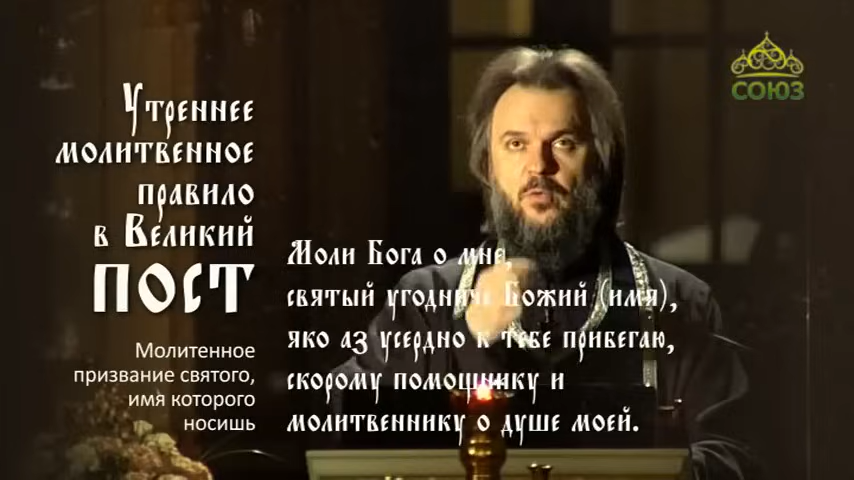 СОЮЗ
Утреннее
молитвенное
правило
в Великий
ПОСТ
Молитенное
призвание святого,
имя которого
носишь
Моли Бога о мне,
святый угодниче Божий (имя),
яко аз усердно к тебе прибегаю,
скорому помощнику и
молитвеннику о душе моей.